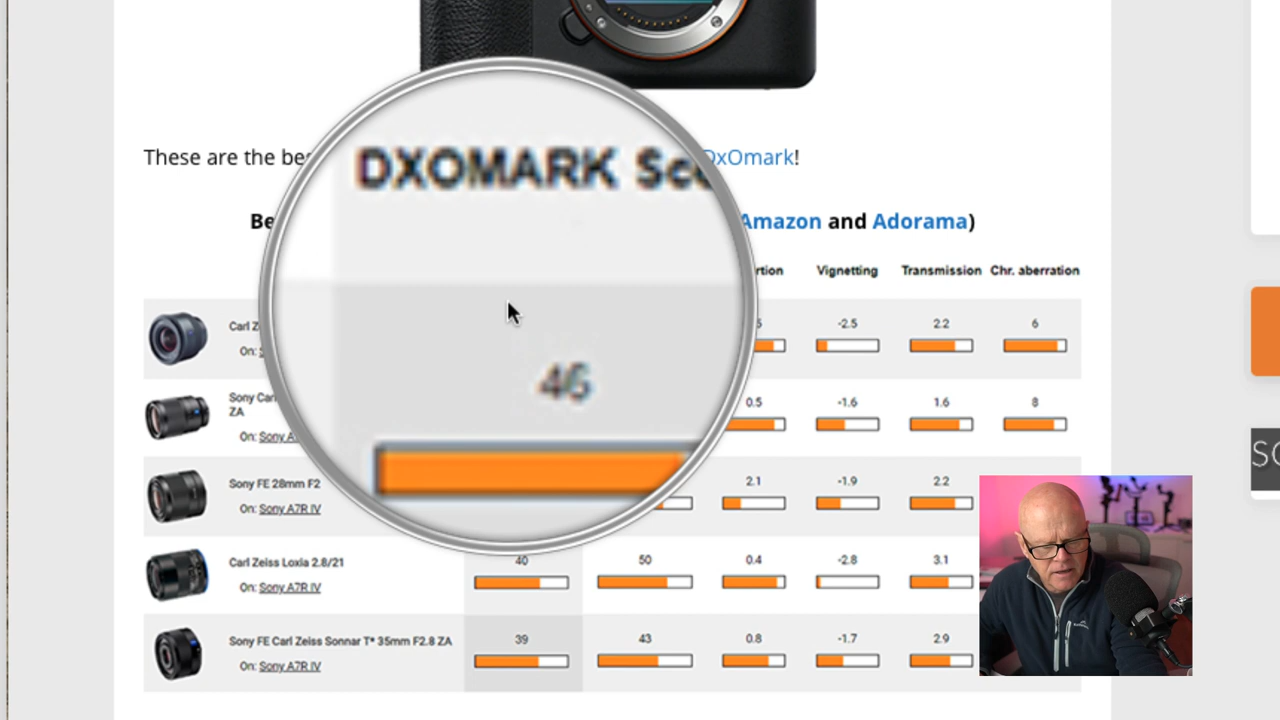 These are the be
DxOmark!
DXOMARK Sco
Be
Amazon and Adorama)
rtion Vignetting Transmission Chr. aberration
46
Carl Z
On:
5 -2.5 2.2 6
Sony Car
ZA
On: Sony A
0.5 -1.6 1.6 8
Sony FE 28mm F2
On: Sony A7R IV
2.1 -1.9 2.2
Carl Zeiss Loxia 2.8/21
On: Sony A7R IV
40 50 0.4 -2.8 3.1
Sony FE Carl Zeiss Sonnar T* 35mm F2.8 ZA
On: Sony A7R IV
39 43 0.8 -1.7 2.9
SO